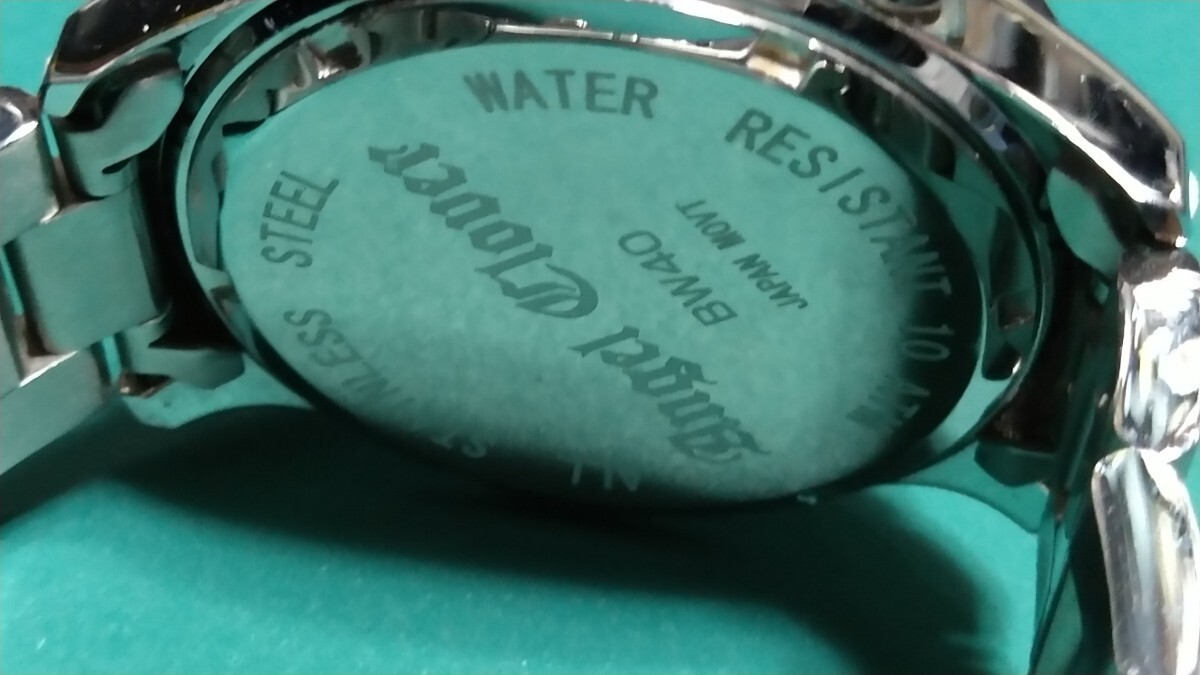 WATER RESISTANT 10 ATM
STAINLESS STEEL
Angel Clover
BW40
JAPAN MOVT